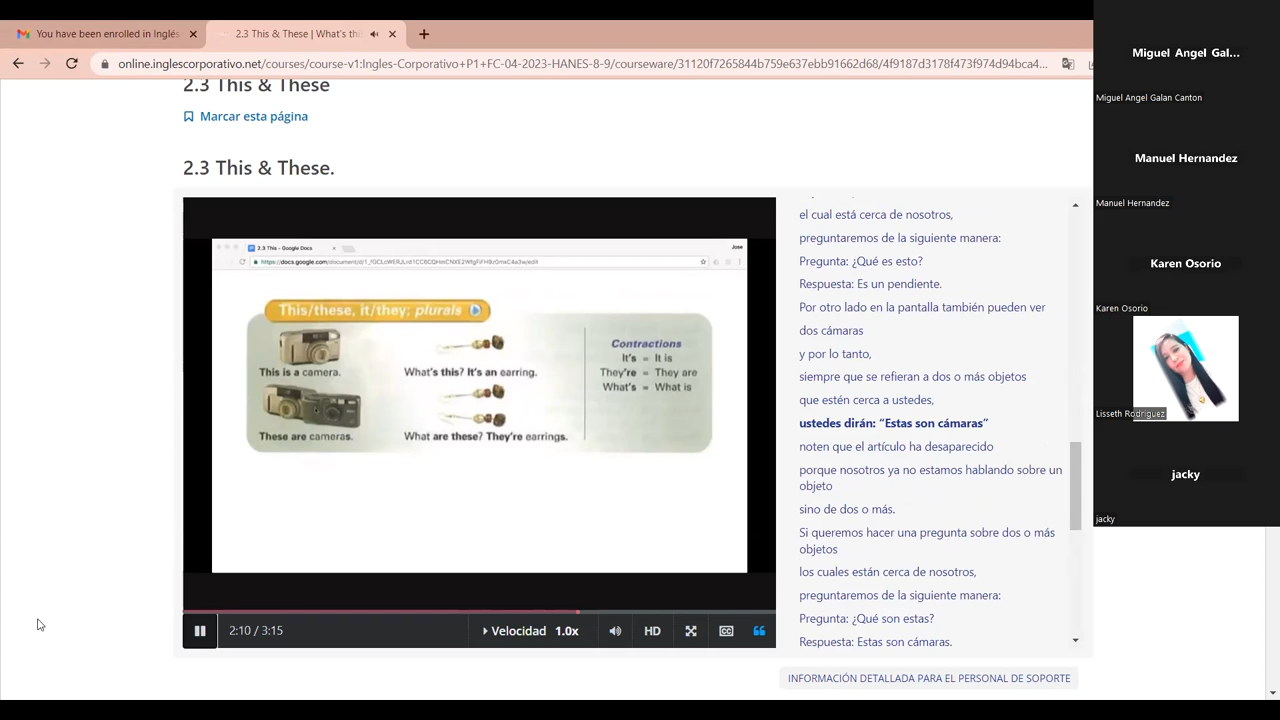 You have been enrolled in Inglés
2.3 This & These | What's th
online.inglescorporativo.net/courses/course-v1:Ingles-Corporativo+P1+FC-04-2023-HANES-8-9/courseware/31120f7265844b759e637ebb91662d68/4f9187d3178f473f974d94bca4...
2.3 This & These
Marcar esta página
2.3 This & These.
2.3 This - Google Docs
Jose
This/these, it/they; plurals
This is a camera.
What's this? It's an earring.
These are cameras.
What are these? They're earrings.
Contractions
It's = It is
They're = They are
What's = What is
2:10 / 3:15
Velocidad 1.0x
HD
CC
el cual está cerca de nosotros,
preguntaremos de la siguiente manera:
Pregunta: ¿Qué es esto?
Respuesta: Es un pendiente.
Por otro lado en la pantalla también pueden ver
dos cámaras
y por lo tanto,
siempre que se refieran a dos o más objetos
que estén cerca a ustedes,
ustedes dirán: “Estas son cámaras”
noten que el artículo ha desaparecido
porque nosotros ya no estamos hablando sobre un
objeto
sino de dos o más.
Si queremos hacer una pregunta sobre dos o más
objetos
los cuales están cerca de nosotros,
preguntaremos de la siguiente manera:
Pregunta: ¿Qué son estas?
Respuesta: Estas son cámaras.
INFORMACIÓN DETALLADA PARA EL PERSONAL DE SOPORTE
Miguel Angel Gal...
Miguel Angel Galan Canton
Manuel Hernandez
Manuel Hernandez
Karen Osorio
Karen Osorio
Lisseth Rodriguez
jacky
jacky